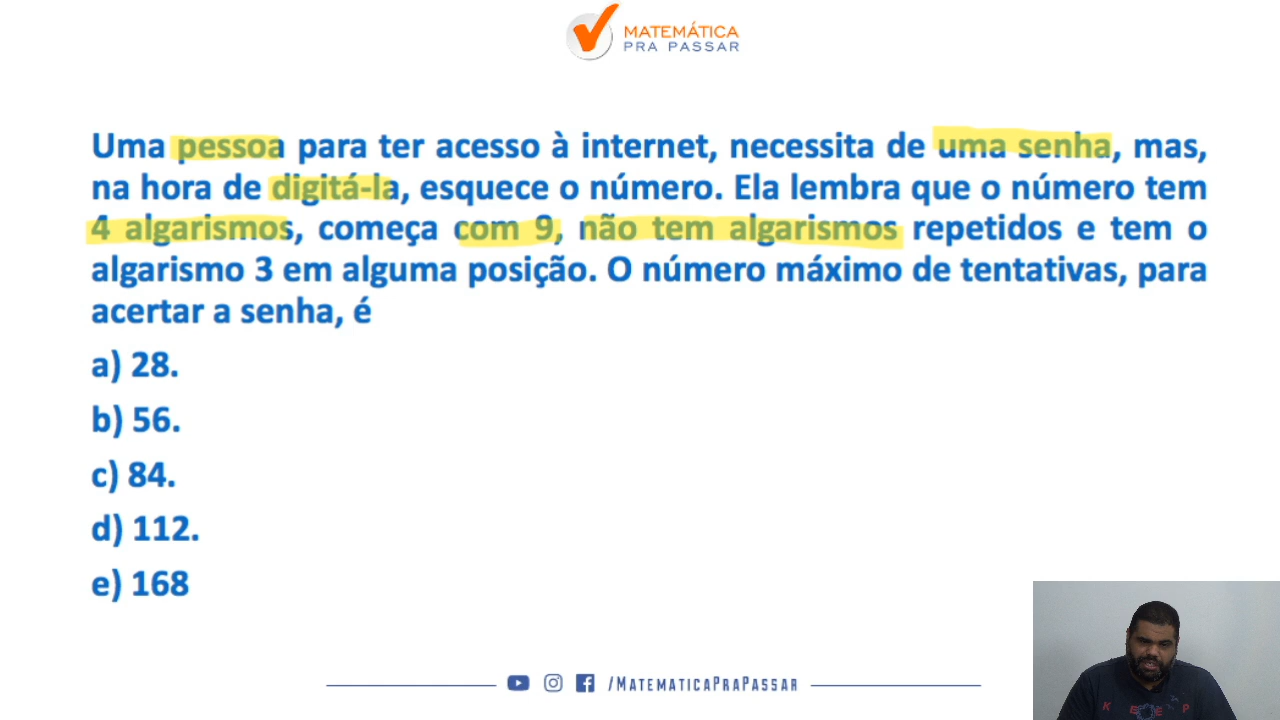 MATEMÁTICA
PRA PASSAR
Uma pessoa para ter acesso à internet, necessita de uma senha, mas,
na hora de digitá-la, esquece o número. Ela lembra que o número tem
4 algarismos, começa com 9, não tem algarismos repetidos e tem o
algarismo 3 em alguma posição. O número máximo de tentativas, para
acertar a senha, é
a) 28.
b) 56.
c) 84.
d) 112.
e) 168
/MATEMATICAPRAPASSAR